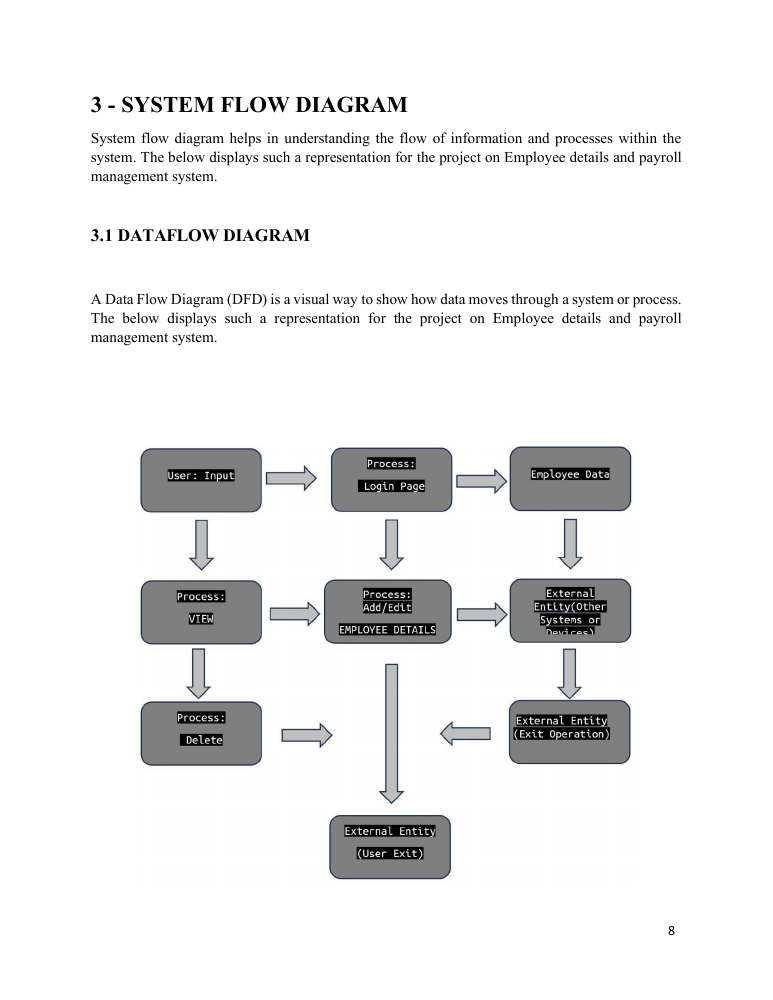 3 - SYSTEM FLOW DIAGRAM
System flow diagram helps in understanding the flow of information and processes within the
system. The below displays such a representation for the project on Employee details and payroll
management system.
3.1 DATAFLOW DIAGRAM
A Data Flow Diagram (DFD) is a visual way to show how data moves through a system or process.
The below displays such a representation for the project on Employee details and payroll
management system.
User: Input
Process:
Login Page
Employee Data
Process:
VIEW
Process:
Add/Edit
EMPLOYEE DETAILS
External
Entity(Other
Systems or
Devices)
Process:
Delete
External Entity
(Exit Operation)
External Entity
(User Exit)
8